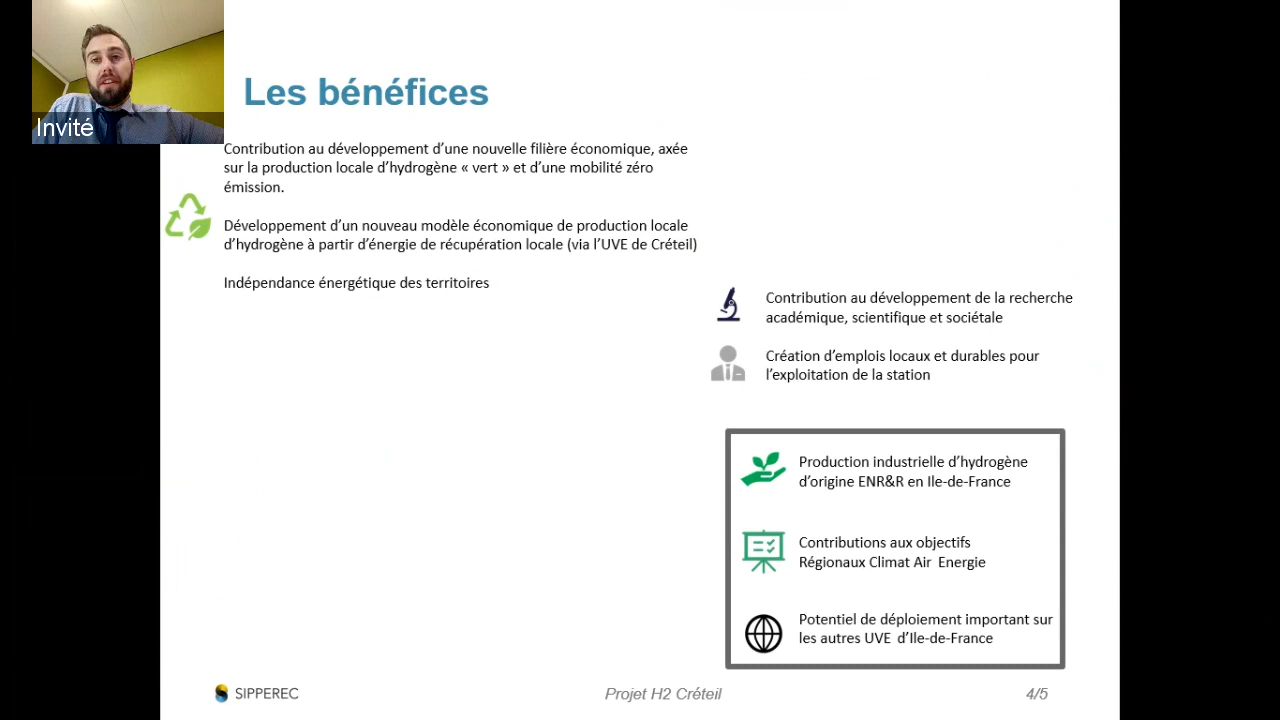 Invité
Les bénéfices
Contribution au développement d’une nouvelle filière économique, axée
sur la production locale d’hydrogène « vert » et d’une mobilité zéro
émission.
Développement d’un nouveau modèle économique de production locale
d’hydrogène à partir d’énergie de récupération locale (via l’UVE de Créteil)
Indépendance énergétique des territoires
Contribution au développement de la recherche
académique, scientifique et sociétale
Création d’emplois locaux et durables pour
l’exploitation de la station
Production industrielle d’hydrogène
d’origine ENR&R en Ile-de-France
Contributions aux objectifs
Régionaux Climat Air Energie
Potentiel de déploiement important sur
les autres UVE d’Ile-de-France
SIPPEREC
Projet H2 Créteil
4/5